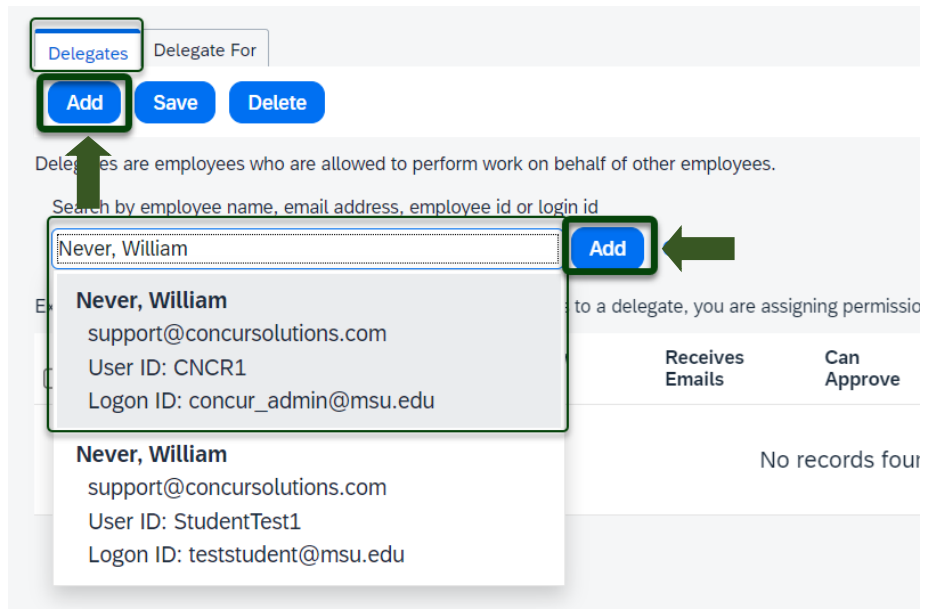 Delegates Delegate For
Add Save Delete
Delegates are employees who are allowed to perform work on behalf of other employees.
Search by employee name, email address, employee id or login id
Never, William Add
Never, William
support@concursolutions.com
User ID: CNCR1
Logon ID: concur_admin@msu.edu
Never, William
support@concursolutions.com
User ID: StudentTest1
Logon ID: teststudent@msu.edu
to a delegate, you are assigning
Receives Emails
Can Approve
No records